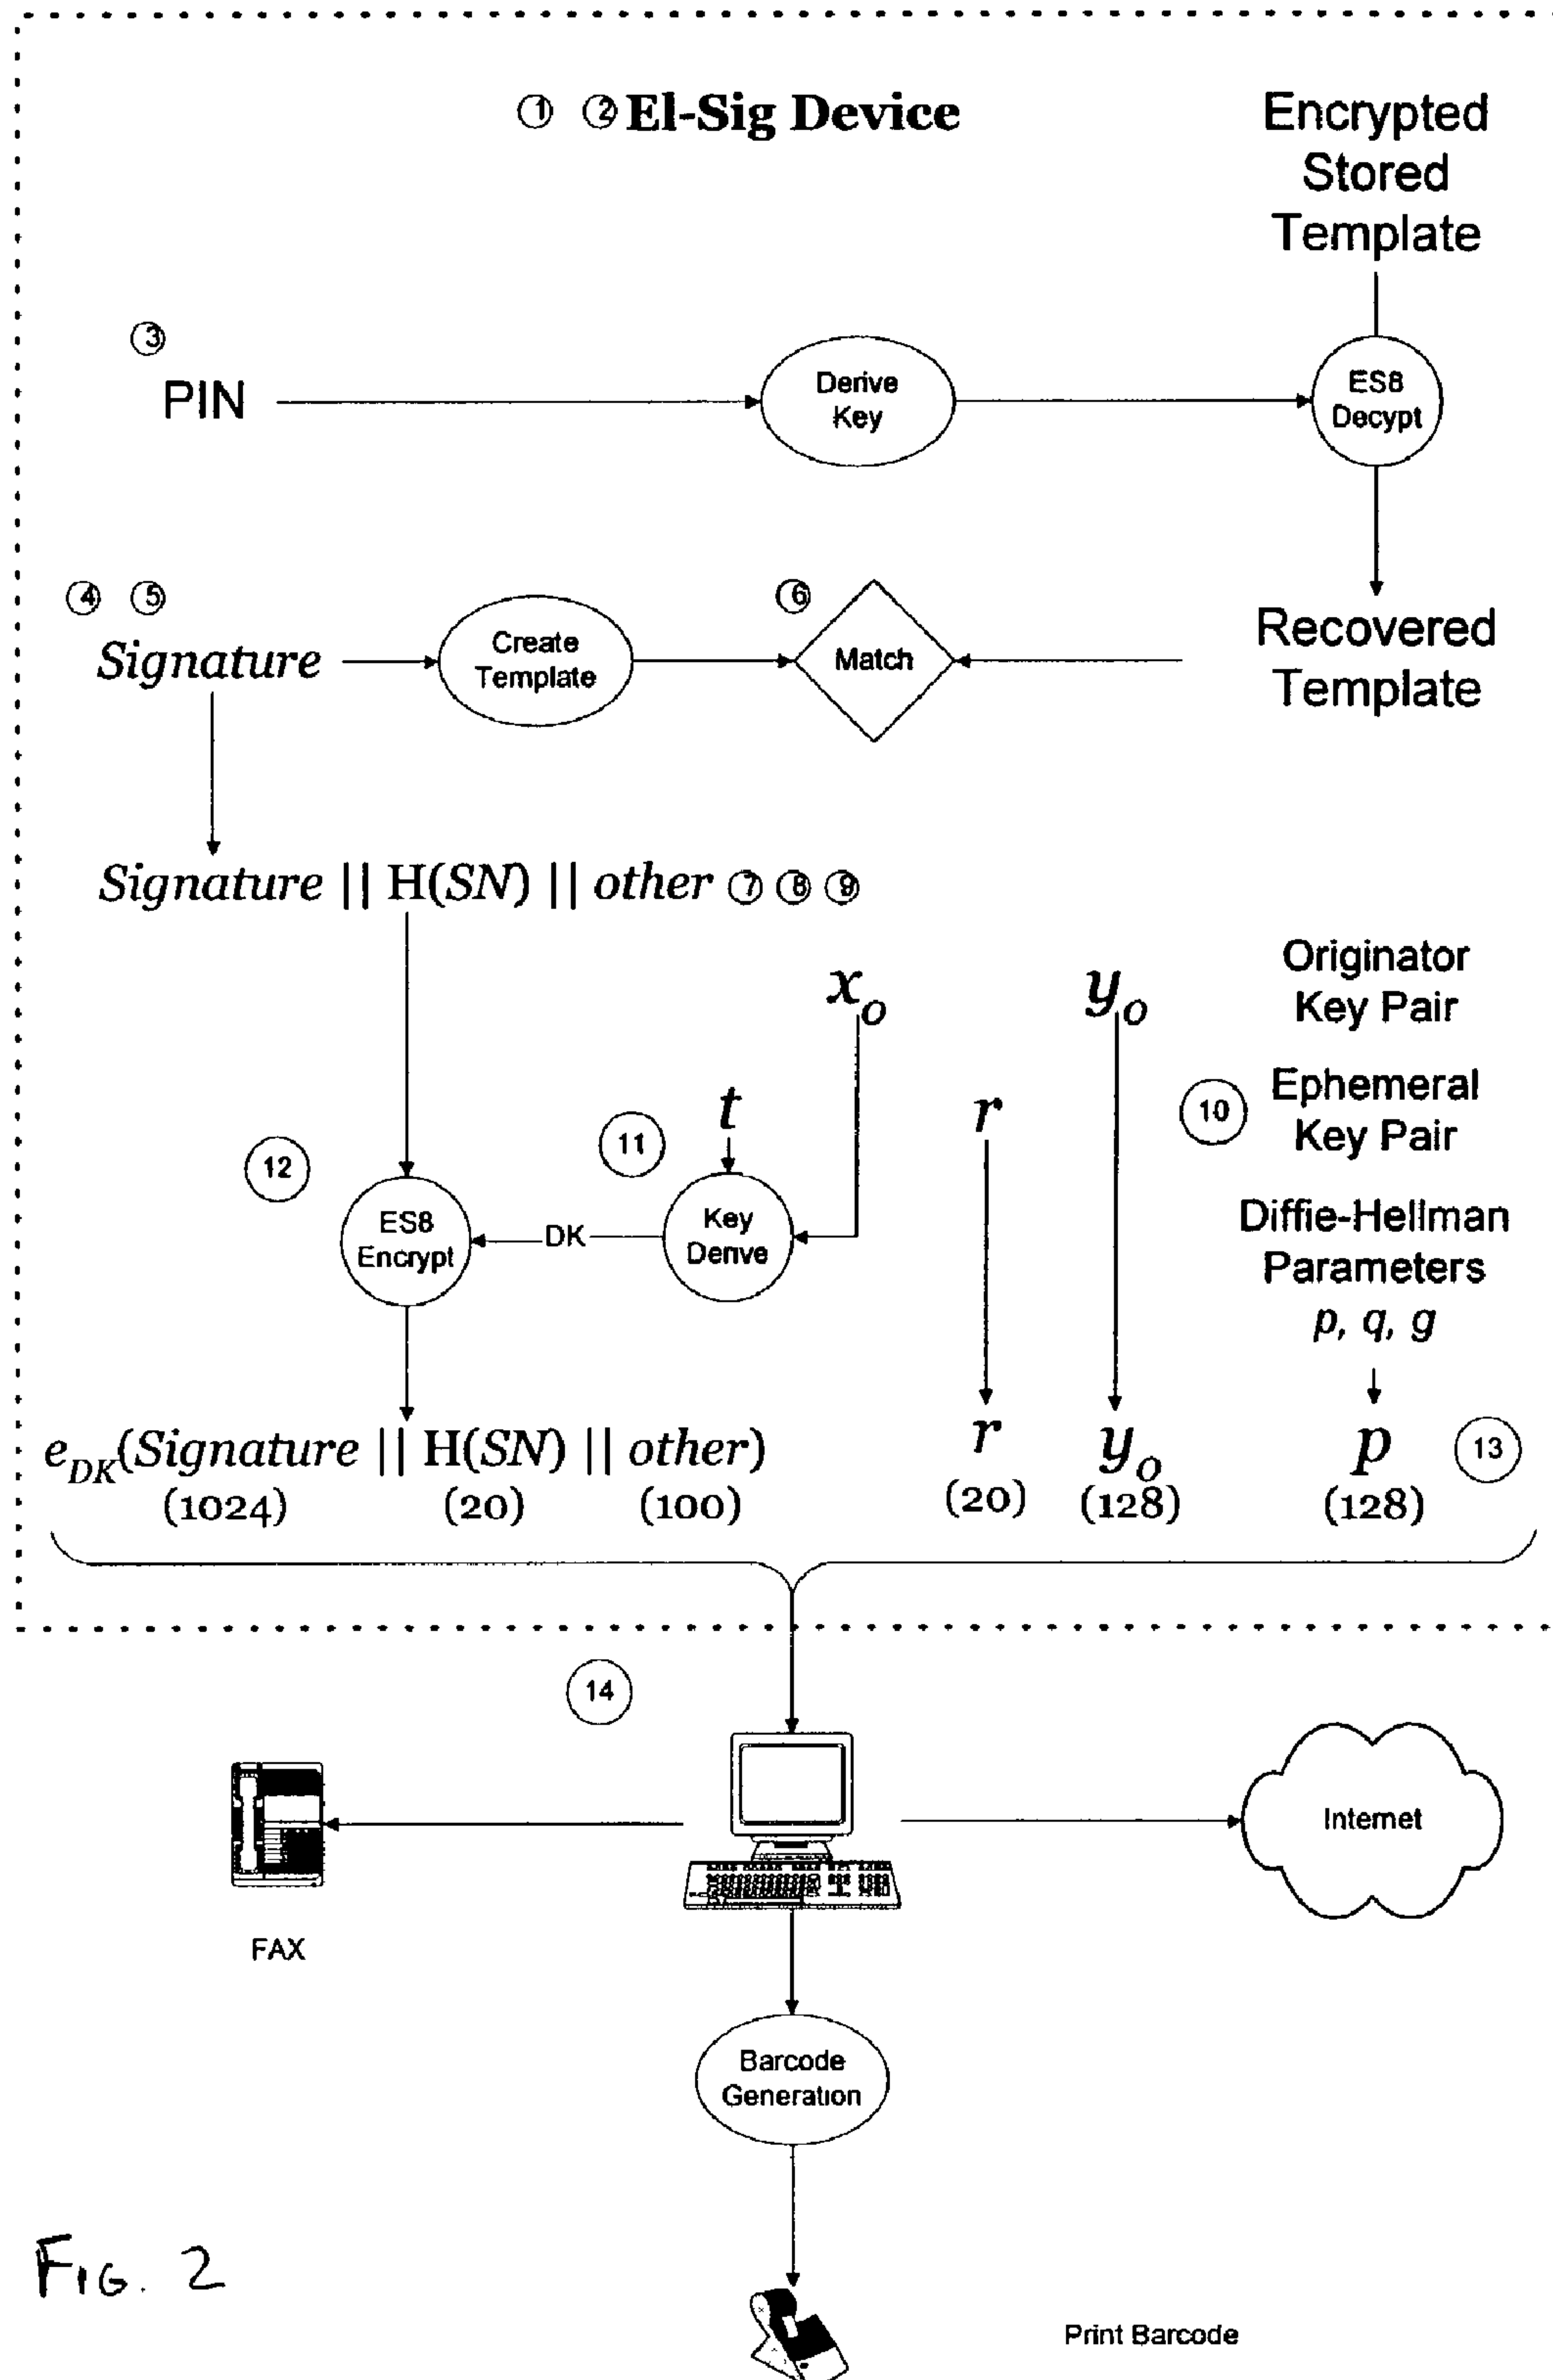 ① ② El-Sig Device
Encrypted
Stored
Template
③
PIN
Derive
Key
ES8
Decypt
④ ⑤
Signature
Create
Template
⑥
Match
Recovered
Template
Signature || H(SN) || other ⑦ ⑧ ⑨
x_o
y_o
Originator
Key Pair
10
Ephemeral
Key Pair
t
r
11
12
ES8
Encrypt
DK
Key
Derive
Diffie-Hellman
Parameters
p, q, g
e_DK(Signature || H(SN) || other)
(1024) (20) (100)
r
(20)
y_o
(128)
p
(128)
13
14
FAX
Internet
Barcode
Generation
Print Barcode
FIG. 2